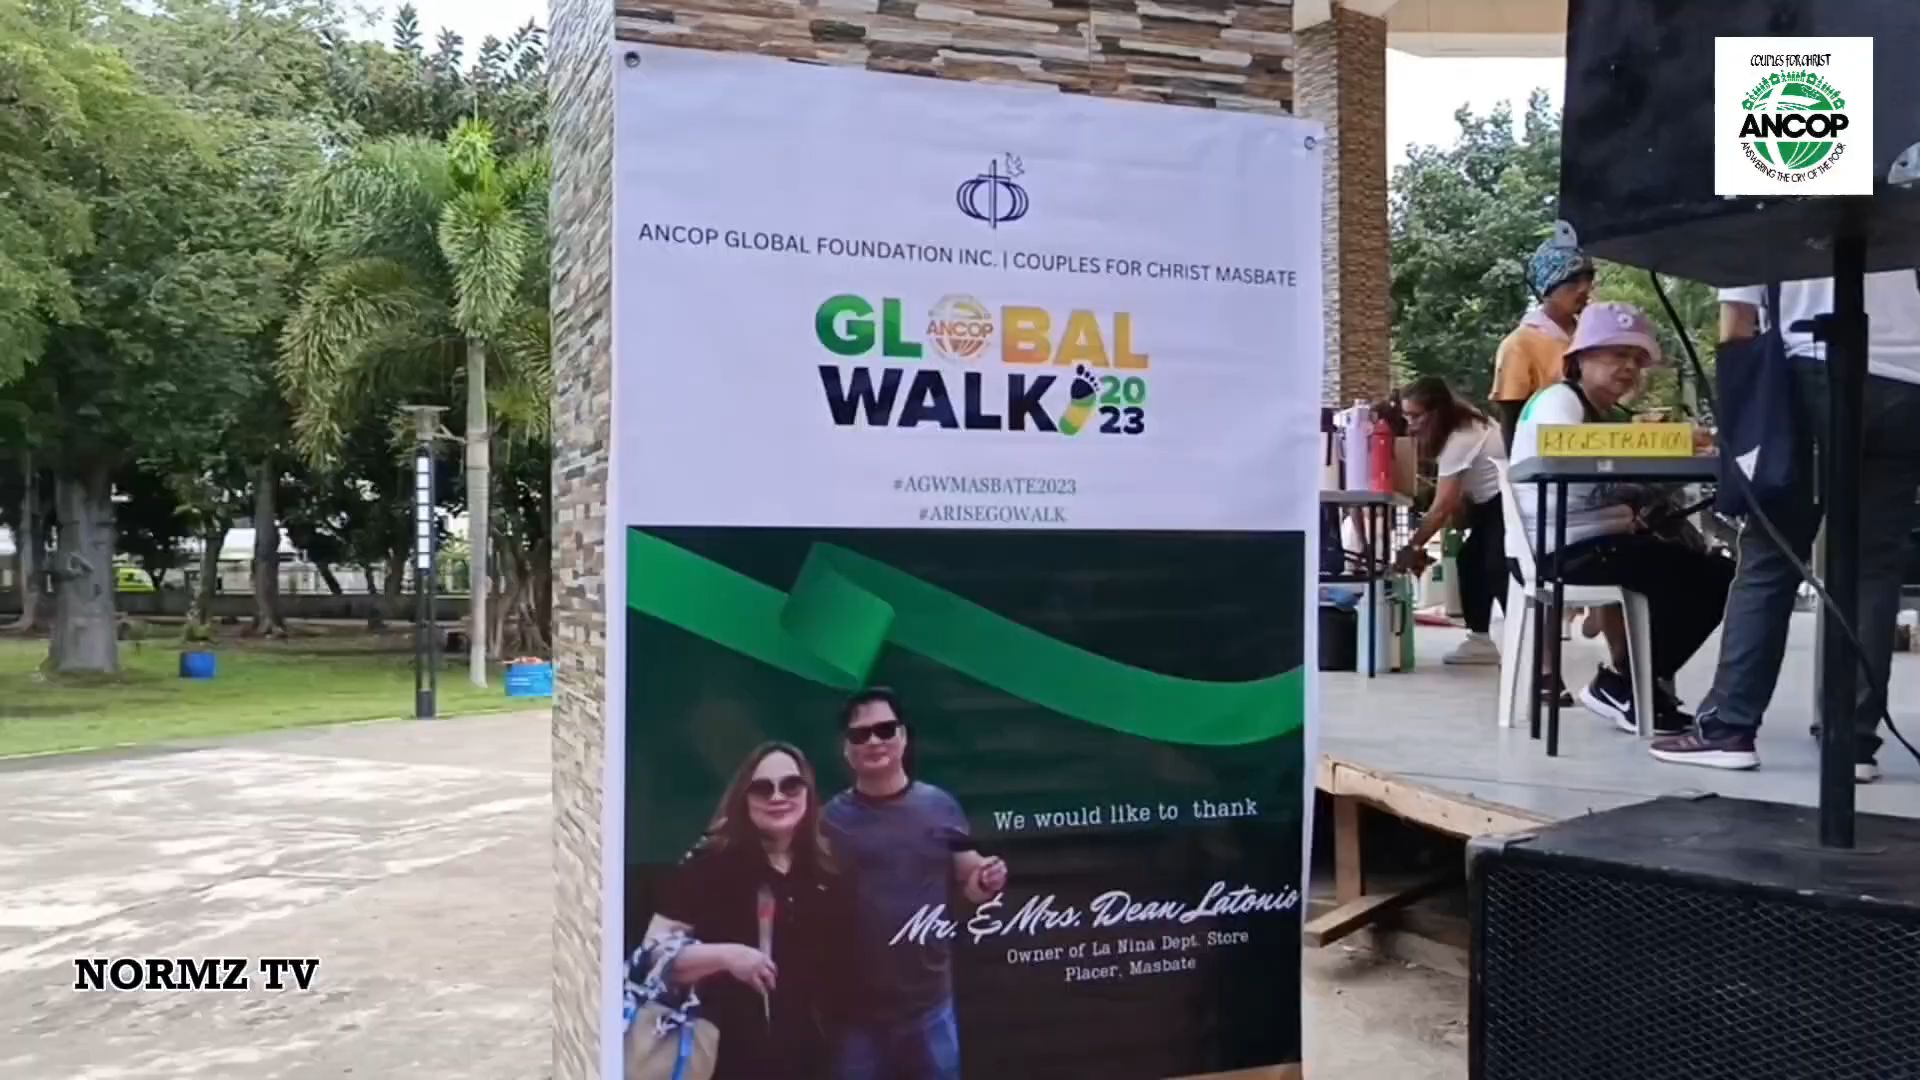 COUPLES FOR CHRIST
ANCOP
ANSWERING THE CRY OF THE POOR
ANCOP GLOBAL FOUNDATION INC. | COUPLES FOR CHRIST MASBATE
GLOBAL
ANCOP
WALK 2023
#AGWMASBATE2023
#ARISEGOWALK
REGISTRATION
We would like to thank
Mr. & Mrs. Dean Latonio
Owner of La Nina Dept. Store
Placer, Masbate
NORMZ TV